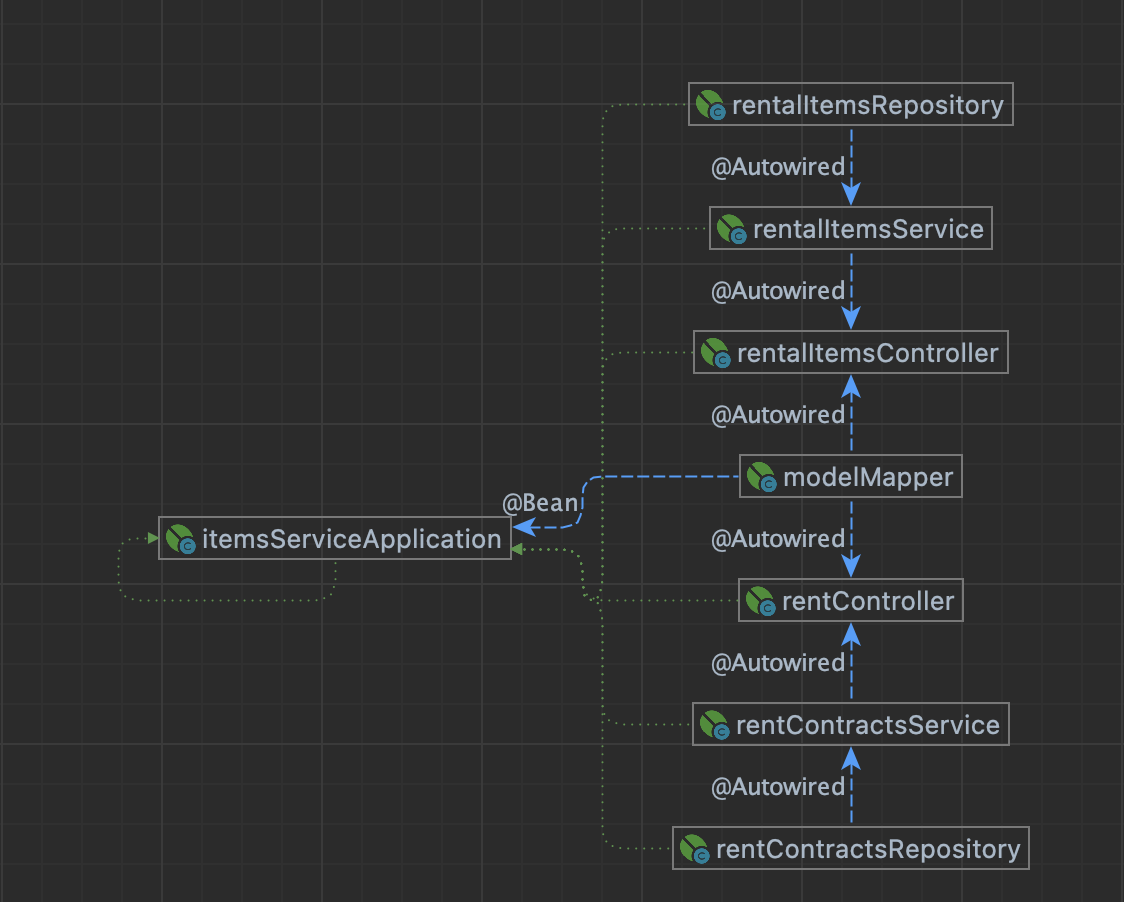 rentalItemsRepository
@Autowired
rentalItemsService
@Autowired
rentalItemsController
@Autowired
modelMapper
@Bean
itemsServiceApplication
@Autowired
rentController
@Autowired
rentContractsService
@Autowired
rentContractsRepository